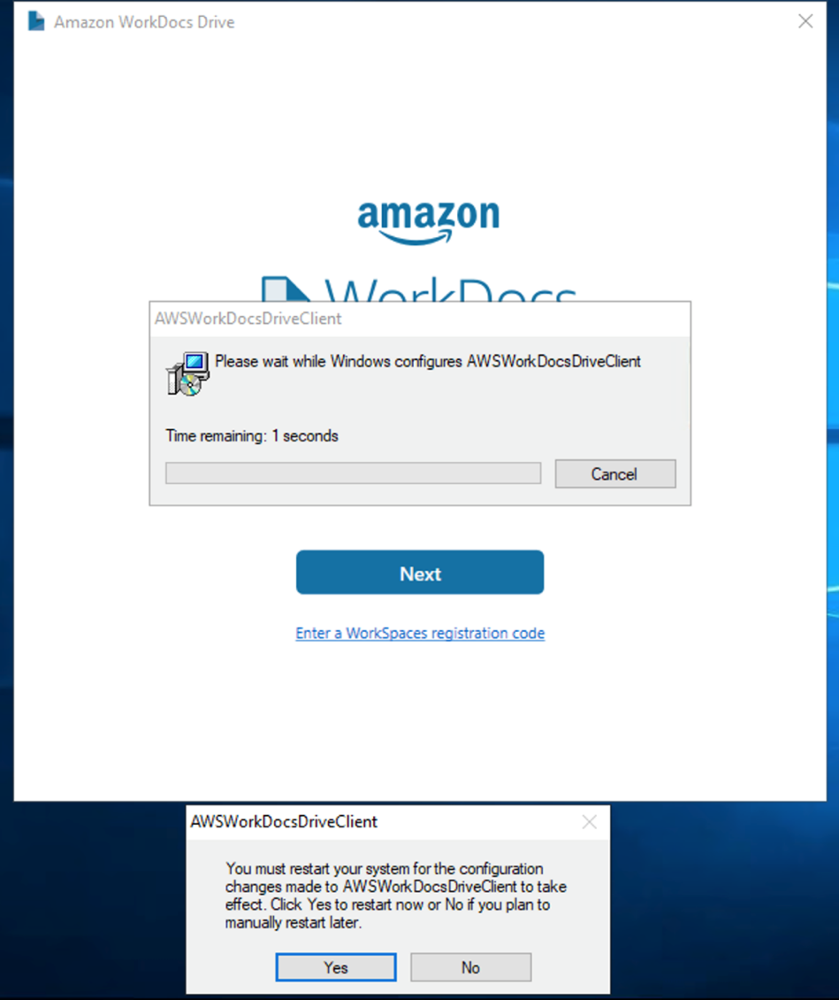 Amazon WorkDocs Drive
amazon
WorkDocs
AWSWorkDocsDriveClient
Please wait while Windows configures AWSWorkDocsDriveClient
Time remaining: 1 seconds
Cancel
Next
Enter a WorkSpaces registration code
AWSWorkDocsDriveClient
You must restart your system for the configuration
changes made to AWSWorkDocsDriveClient to take
effect. Click Yes to restart now or No if you plan to
manually restart later.
Yes
No